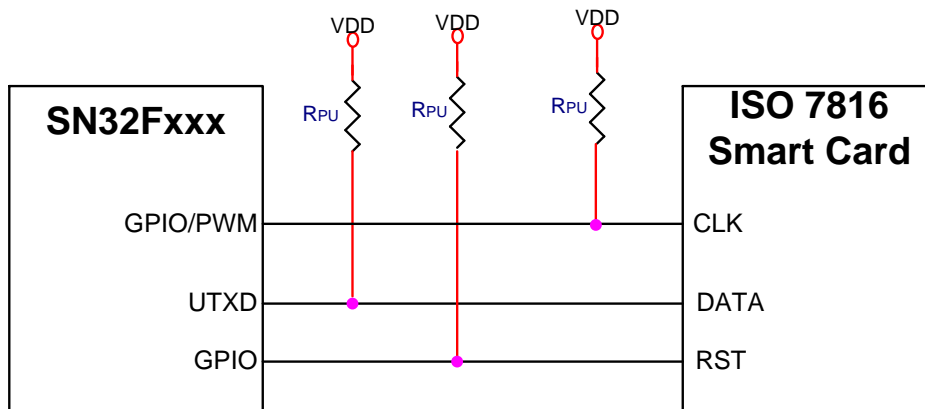 VDD
VDD
VDD
SN32Fxxx
RPU
RPU
RPU
ISO 7816
Smart Card
GPIO/PWM
CLK
UTXD
DATA
GPIO
RST